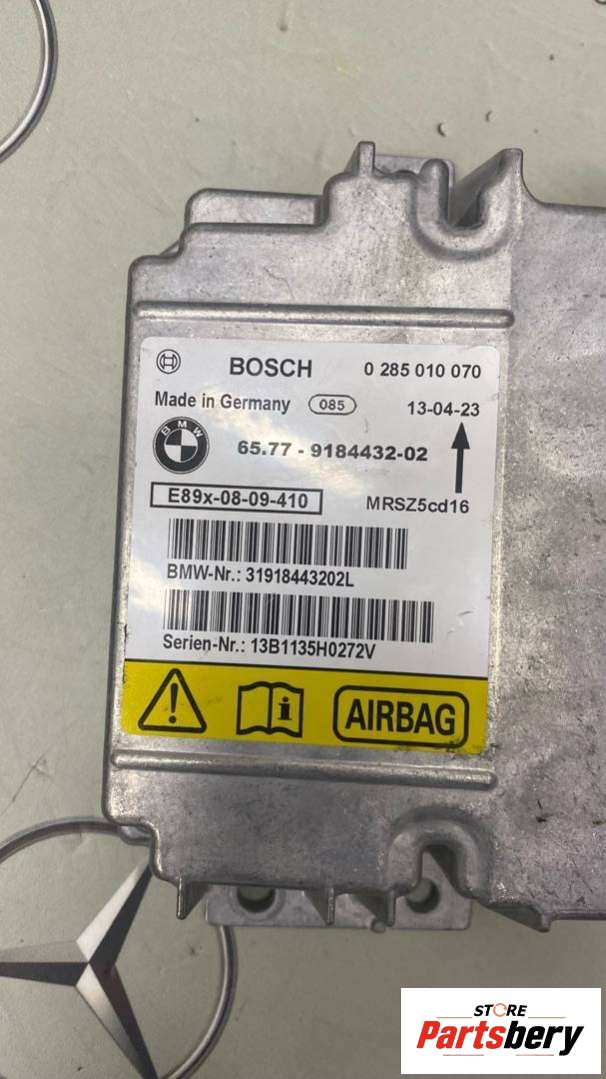 BOSCH 0 285 010 070
Made in Germany 085 13-04-23
BMW
65.77 - 9184432-02
E89x-08-09-410 MRSZ5cd16
BMW-Nr.: 31918443202L
Serien-Nr.: 13B1135H0272V
AIRBAG
STORE
Partsbery